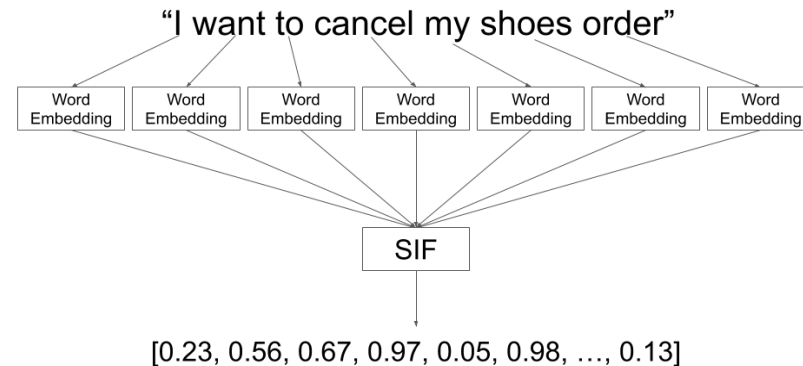 “I want to cancel my shoes order”
Word Word Word Word Word Word Word
Embedding Embedding Embedding Embedding Embedding Embedding Embedding
SIF
[0.23, 0.56, 0.67, 0.97, 0.05, 0.98, ..., 0.13]